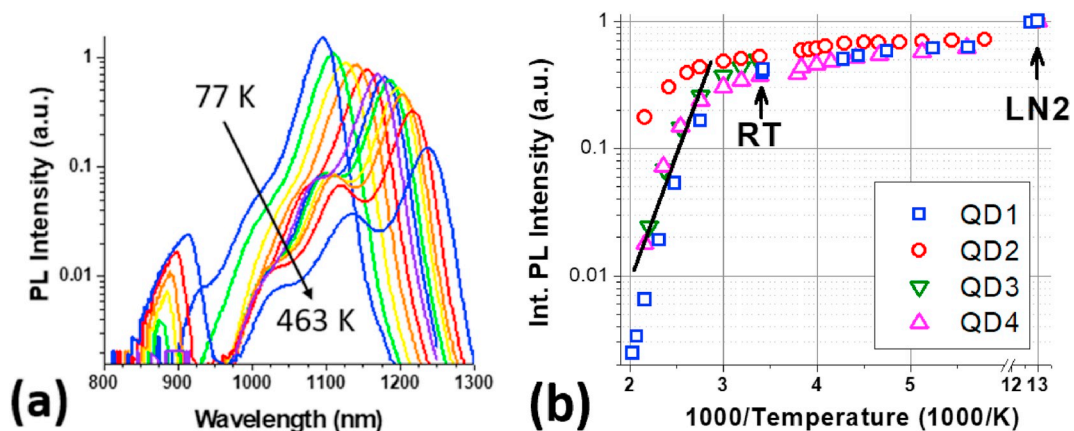 PL Intensity (a.u.)
1
0.1
0.01
77 K
463 K
800 900 1000 1100 1200 1300
Wavelength (nm)
(a)
Int. PL Intensity (a.u.)
1
0.1
0.01
RT
LN2
QD1
QD2
QD3
QD4
2 3 4 5 12 13
1000/Temperature (1000/K)
(b)